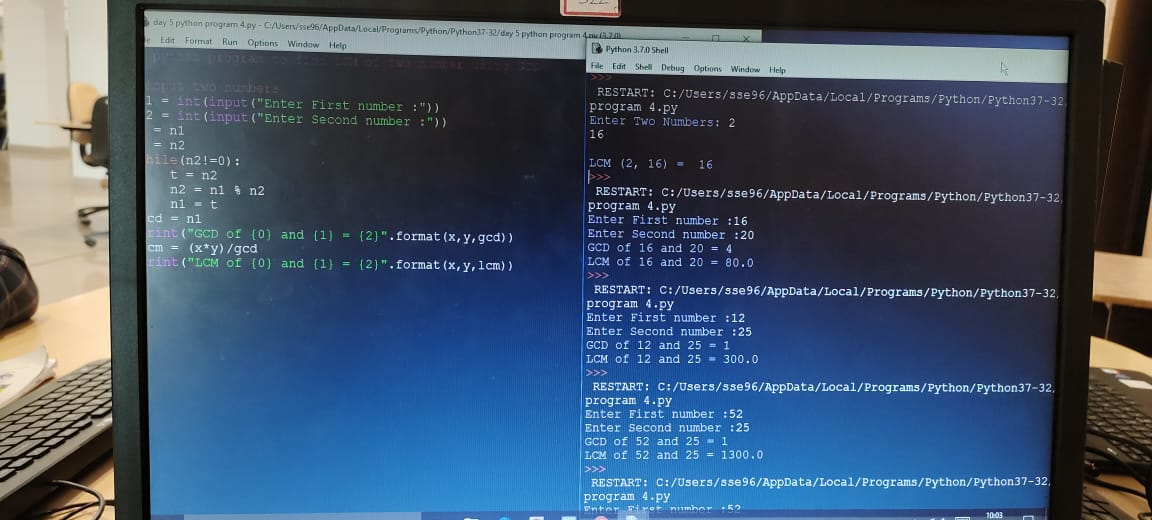 322
day 5 python program 4.py - C:/Users/sse96/AppData/Local/Programs/Python/Python37-32/day 5 python program 4.py (3.7.0)
Edit Format Run Options Window Help
python program to find LCM of two number using GCD
input two numbers
1 = int(input("Enter First number :"))
2 = int(input("Enter Second number :"))
= n1
= n2
hile(n2!=0):
t = n2
n2 = n1 % n2
n1 = t
cd = n1
rint("GCD of {0} and {1} = {2}".format(x,y,gcd))
cm = (x*y)/gcd
rint("LCM of {0} and {1} = {2}".format(x,y,lcm))
Python 3.7.0 Shell
File Edit Shell Debug Options Window Help
>>>
RESTART: C:/Users/sse96/AppData/Local/Programs/Python/Python37-32
program 4.py
Enter Two Numbers: 2
16
LCM (2, 16) = 16
>>>
RESTART: C:/Users/sse96/AppData/Local/Programs/Python/Python37-32
program 4.py
Enter First number :16
Enter Second number :20
GCD of 16 and 20 = 4
LCM of 16 and 20 = 80.0
>>>
RESTART: C:/Users/sse96/AppData/Local/Programs/Python/Python37-32
program 4.py
Enter First number :12
Enter Second number :25
GCD of 12 and 25 = 1
LCM of 12 and 25 = 300.0
>>>
RESTART: C:/Users/sse96/AppData/Local/Programs/Python/Python37-32
program 4.py
Enter First number :52
Enter Second number :25
GCD of 52 and 25 = 1
LCM of 52 and 25 = 1300.0
>>>
RESTART: C:/Users/sse96/AppData/Local/Programs/Python/Python37-32
program 4.py
Enter First number :52
10:03